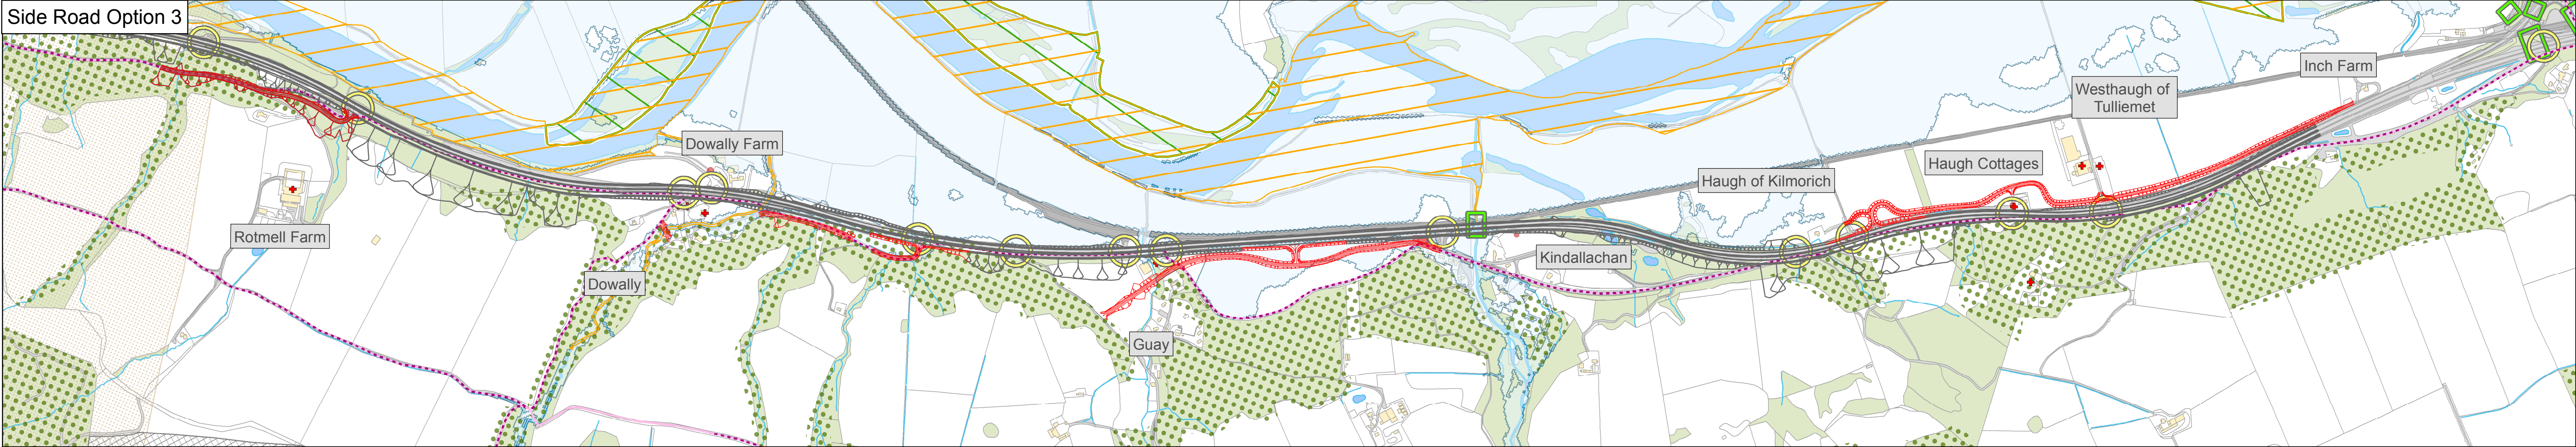 Side Road Option 3
Inch Farm
Westhaugh of
Tulliemet
Dowally Farm
Haugh Cottages
Haugh of Kilmorich
Rotmell Farm
Kindallachan
Dowally
Guay